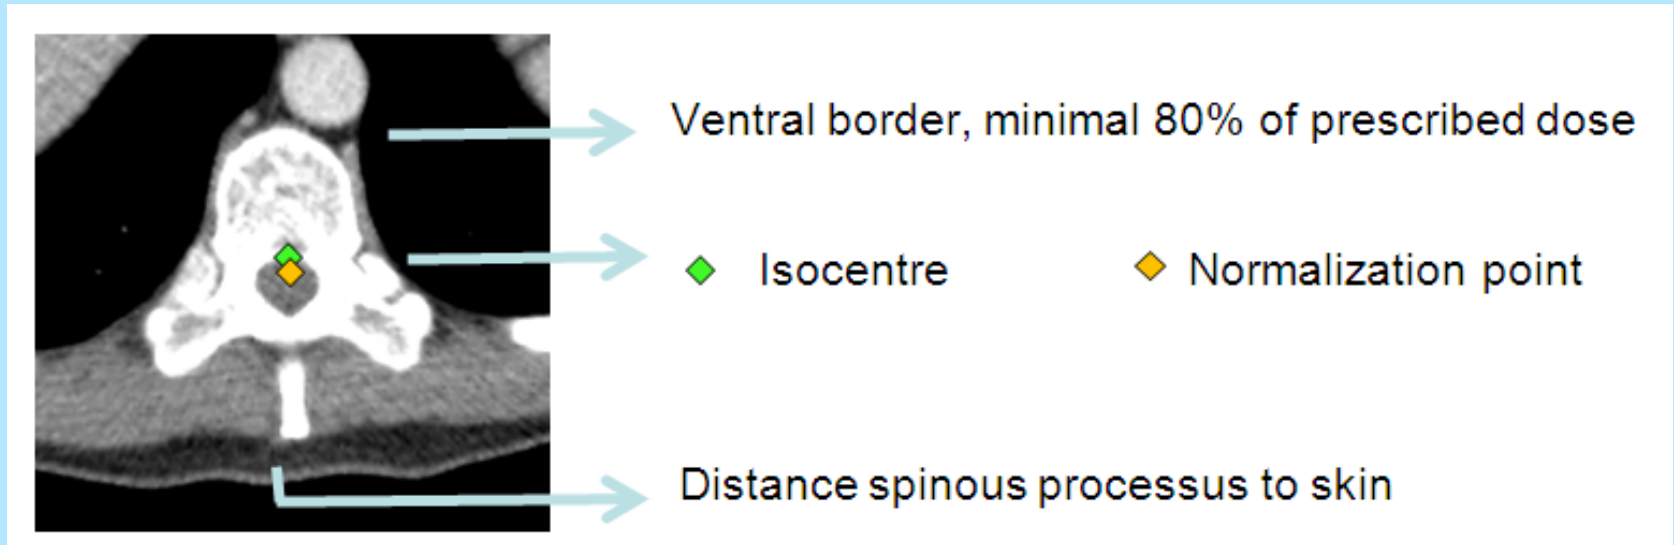 Ventral border, minimal 80% of prescribed dose
Isocentre Normalization point
Distance spinous processus to skin